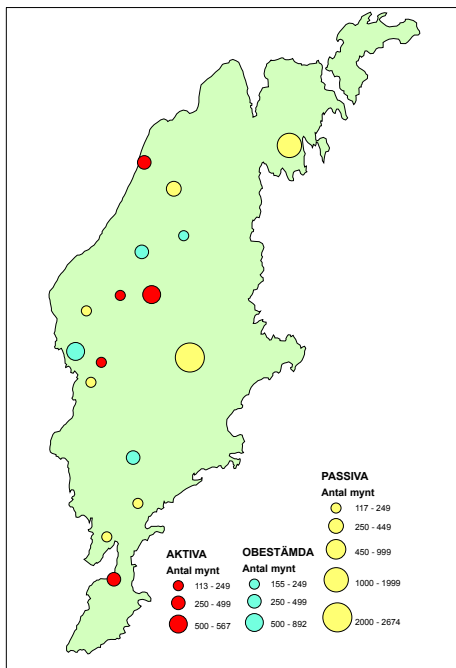 PASSIVA
Antal mynt
117 - 249
250 - 449
450 - 999
1000 - 1999
2000 - 2674
AKTIVA
Antal mynt
113 - 249
250 - 499
500 - 567
OBESTÄMDA
Antal mynt
155 - 249
250 - 499
500 - 892